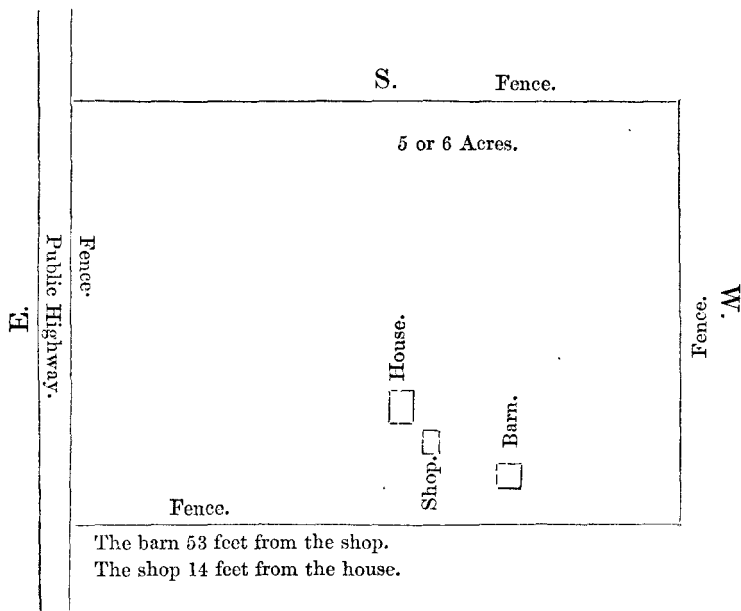 S.
Fence.
5 or 6 Acres.
E.
Public Highway.
Fence.
House.
Shop.
Barn.
Fence.
W.
Fence.
The barn 53 feet from the shop.
The shop 14 feet from the house.